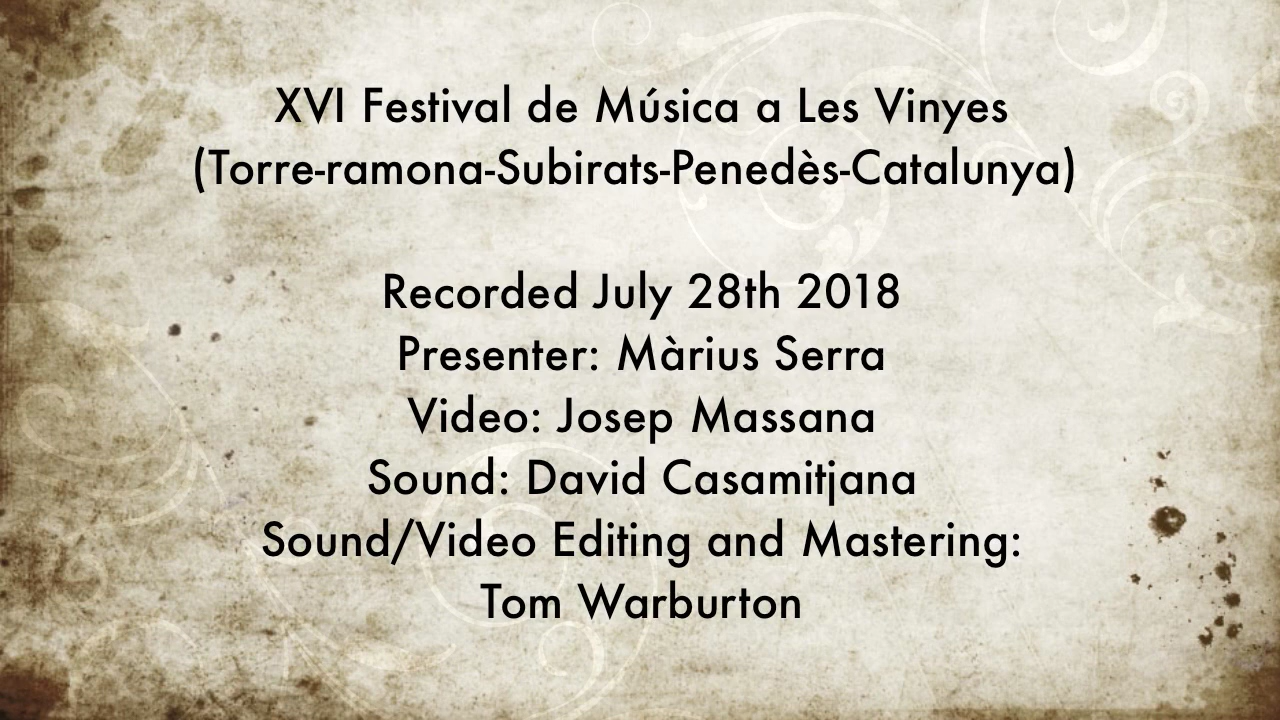 XVI Festival de Música a Les Vinyes
(Torre-ramona-Subirats-Penedès-Catalunya)
Recorded July 28th 2018
Presenter: Màrius Serra
Video: Josep Massana
Sound: David Casamitjana
Sound/Video Editing and Mastering:
Tom Warburton